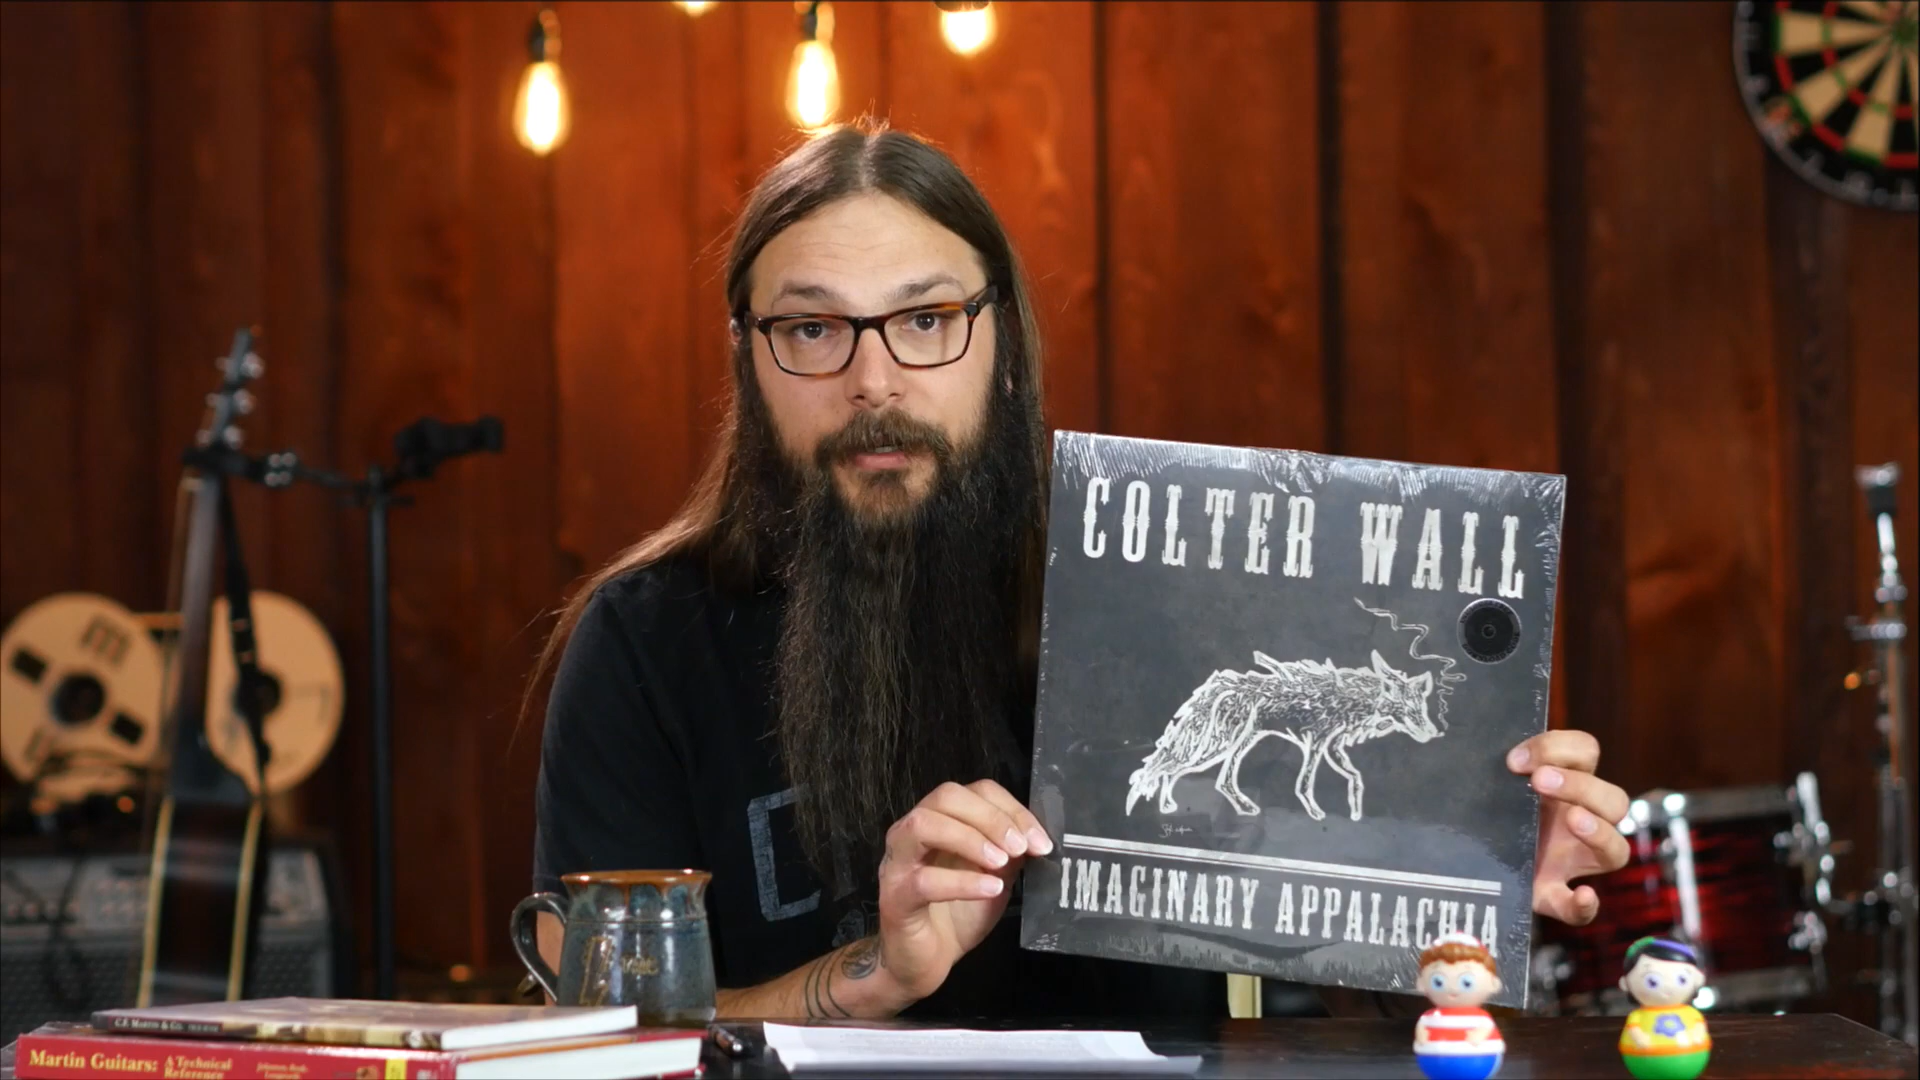 COLTER WALL
IMAGINARY APPALACHIA
C.F. MARTIN & CO.
Martin Guitars: A Technical
Reference